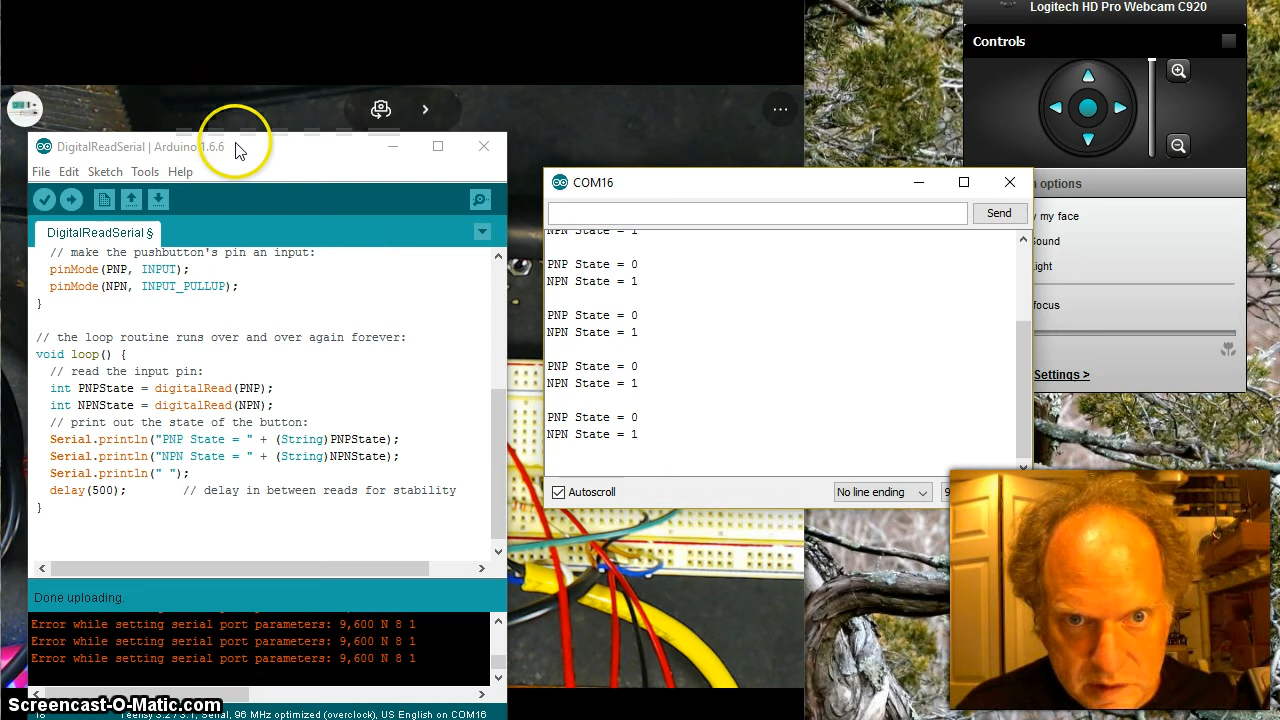 Logitech HD Pro Webcam C920
Controls
DigitalReadSerial | Arduino 1.6.6
File Edit Sketch Tools Help
DigitalReadSerial §
// make the pushbutton's pin an input:
pinMode(PNP, INPUT);
pinMode(NPN, INPUT_PULLUP);
}
// the loop routine runs over and over again forever:
void loop() {
// read the input pin:
int PNPState = digitalRead(PNP);
int NPNState = digitalRead(NPN);
// print out the state of the button:
Serial.println("PNP State = " + (String)PNPState);
Serial.println("NPN State = " + (String)NPNState);
Serial.println(" ");
delay(500); // delay in between reads for stability
}
Done uploading.
Error while setting serial port parameters: 9,600 N 8 1
Error while setting serial port parameters: 9,600 N 8 1
Error while setting serial port parameters: 9,600 N 8 1
Teensy 3.2 / 3.1, Serial, 96 MHz optimized (overclock), US English on COM16
COM16
Send
NPN State = 1
PNP State = 0
NPN State = 1
PNP State = 0
NPN State = 1
PNP State = 0
NPN State = 1
PNP State = 0
NPN State = 1
Autoscroll
No line ending
9
options
my face
light
focus
Settings >
Screencast-O-Matic.com